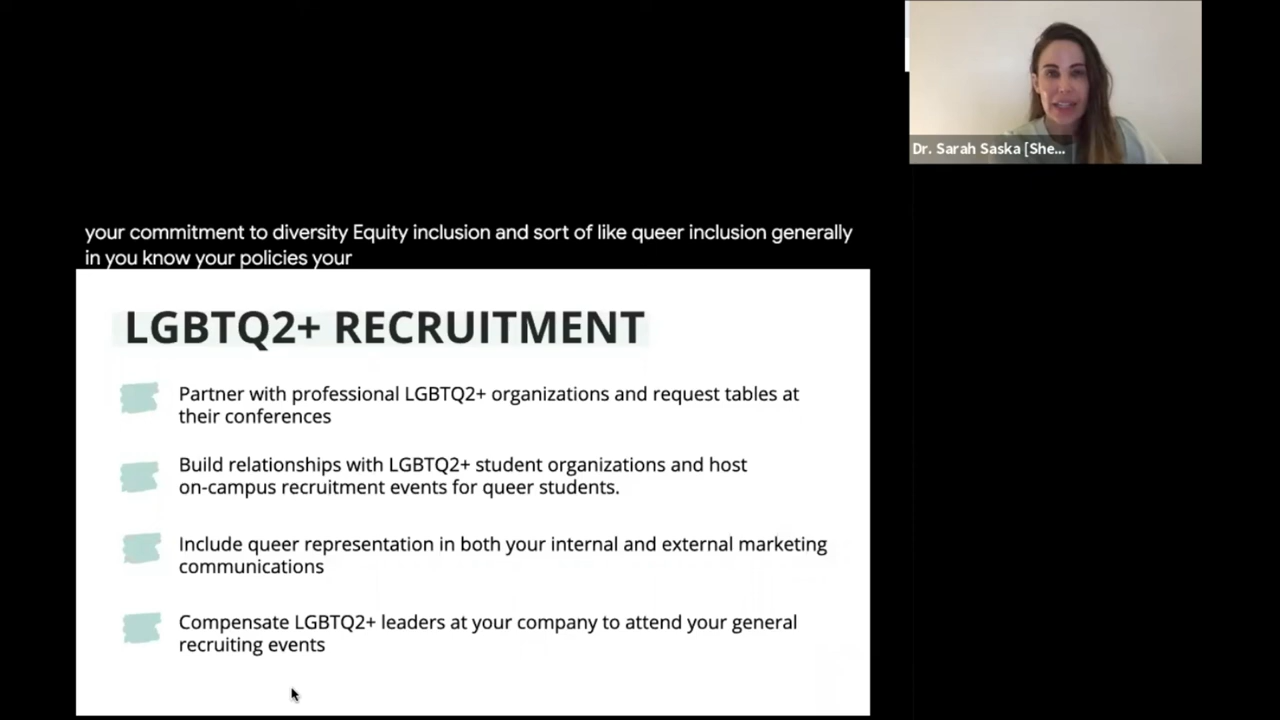 Dr. Sarah Saska [She...
your commitment to diversity Equity inclusion and sort of like queer inclusion generally
in you know your policies your
LGBTQ2+ RECRUITMENT
Partner with professional LGBTQ2+ organizations and request tables at
their conferences
Build relationships with LGBTQ2+ student organizations and host
on-campus recruitment events for queer students.
Include queer representation in both your internal and external marketing
communications
Compensate LGBTQ2+ leaders at your company to attend your general
recruiting events